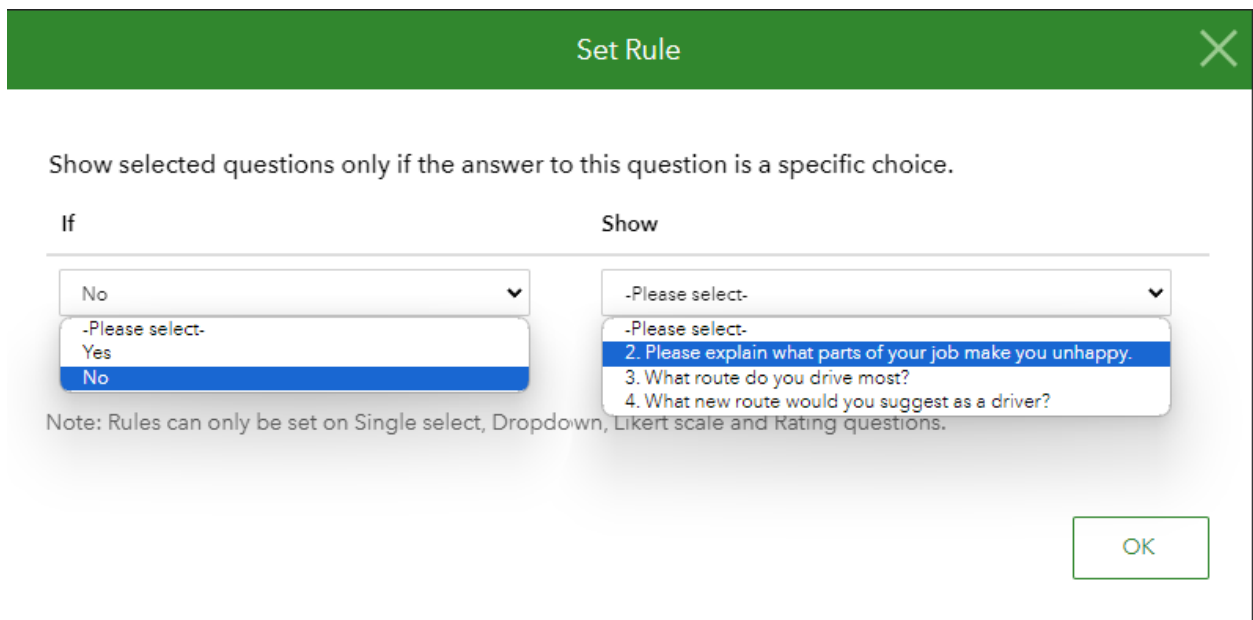 Set Rule
Show selected questions only if the answer to this question is a specific choice.
If
Show
No
-Please select-
-Please select-
Yes
No
-Please select-
2. Please explain what parts of your job make you unhappy.
3. What route do you drive most?
4. What new route would you suggest as a driver?
Note: Rules can only be set on Single select, Dropdown, Likert scale and Rating questions.
OK